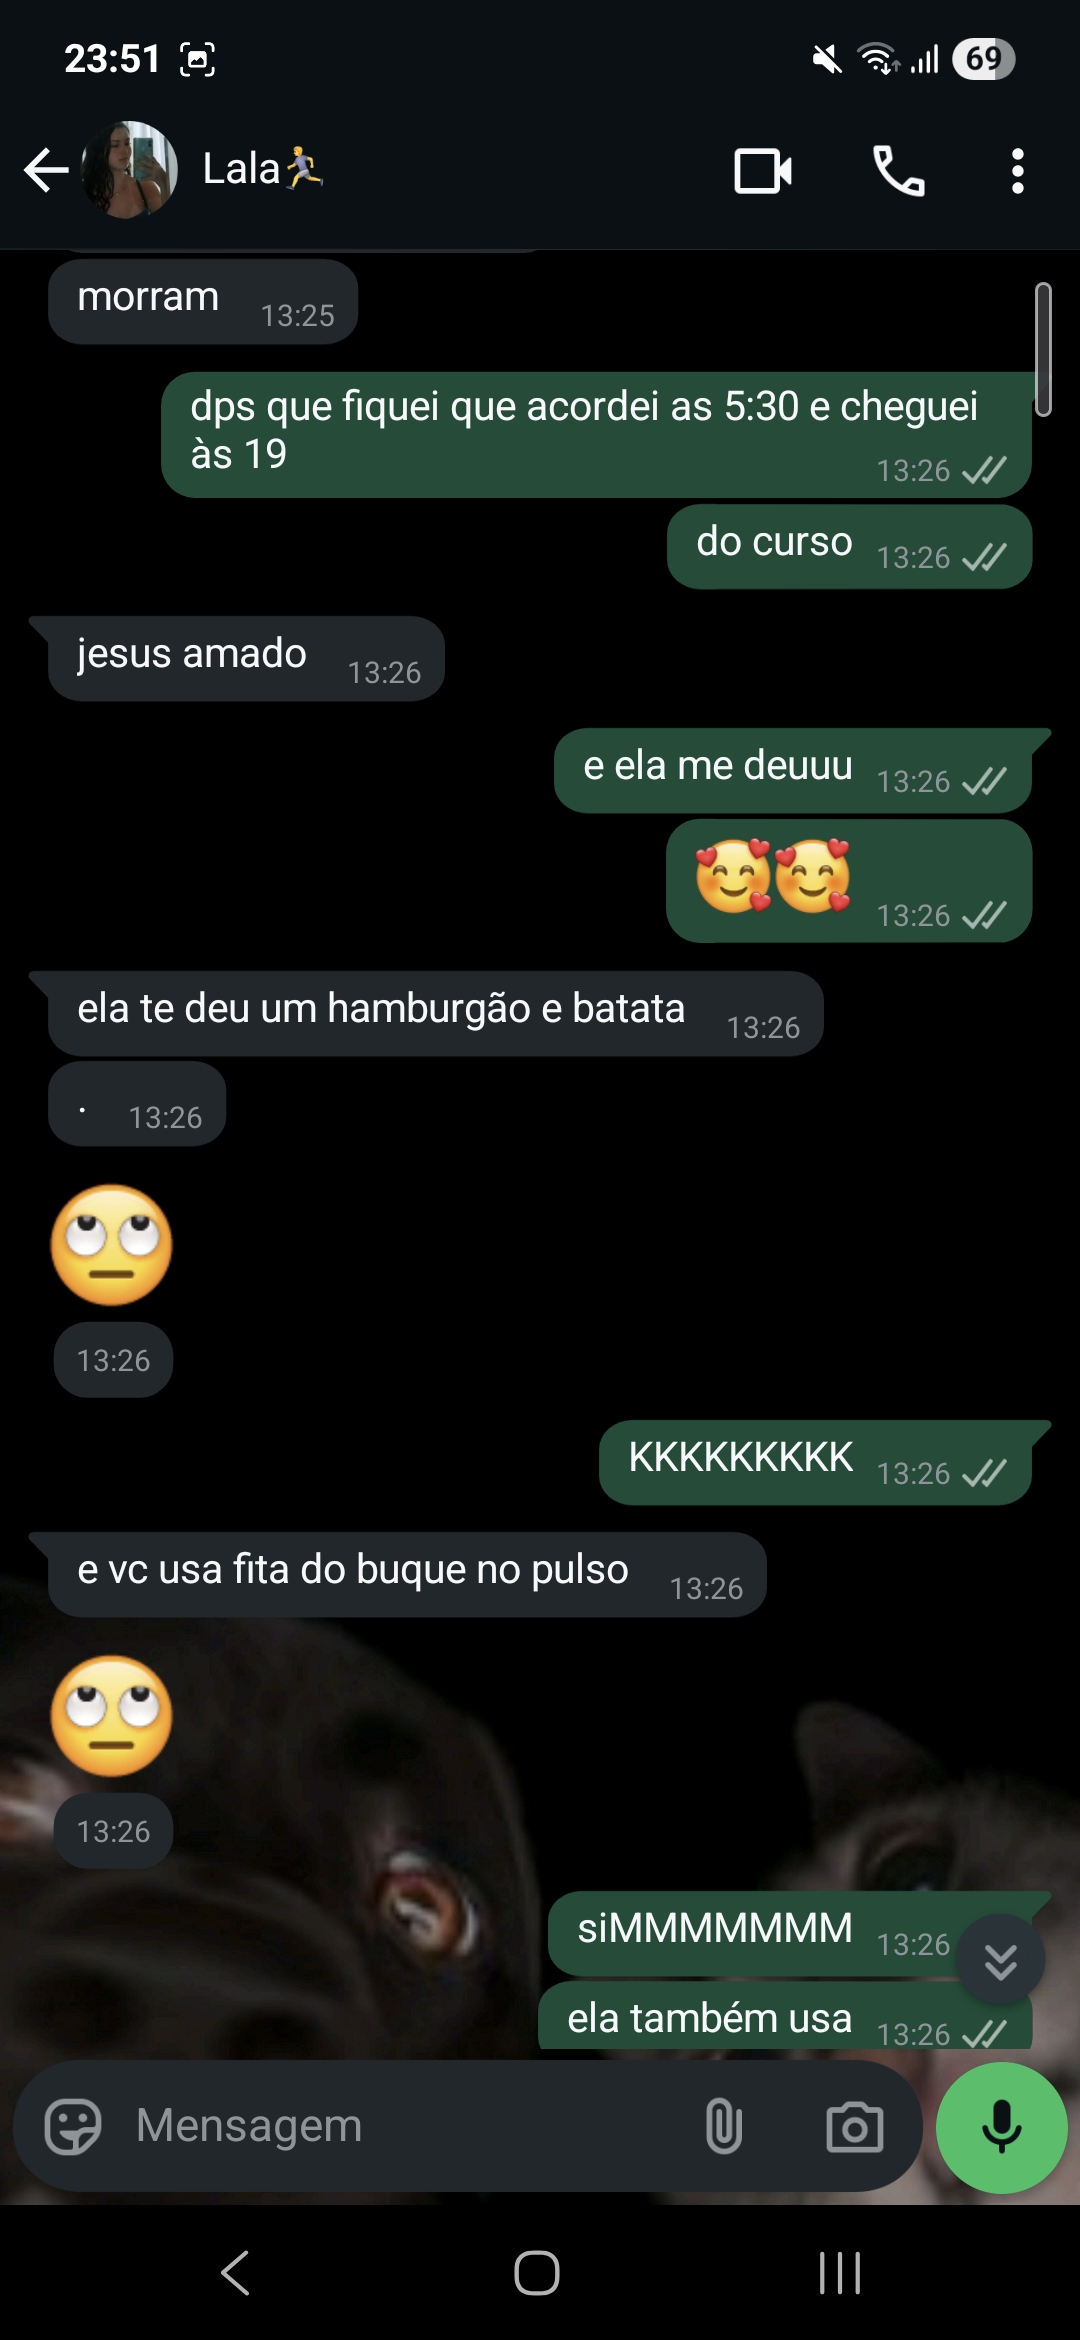 23:51
69
Lala🏃
morram 13:25
dps que fiquei que acordei as 5:30 e cheguei
às 19 13:26
do curso 13:26
jesus amado 13:26
e ela me deuuu 13:26
🥰🥰 13:26
ela te deu um hamburgão e batata 13:26
. 13:26
🙄
13:26
KKKKKKKKK 13:26
e vc usa fita do buque no pulso 13:26
🙄
13:26
siMMMMMMM 13:26
ela também usa 13:26
Mensagem